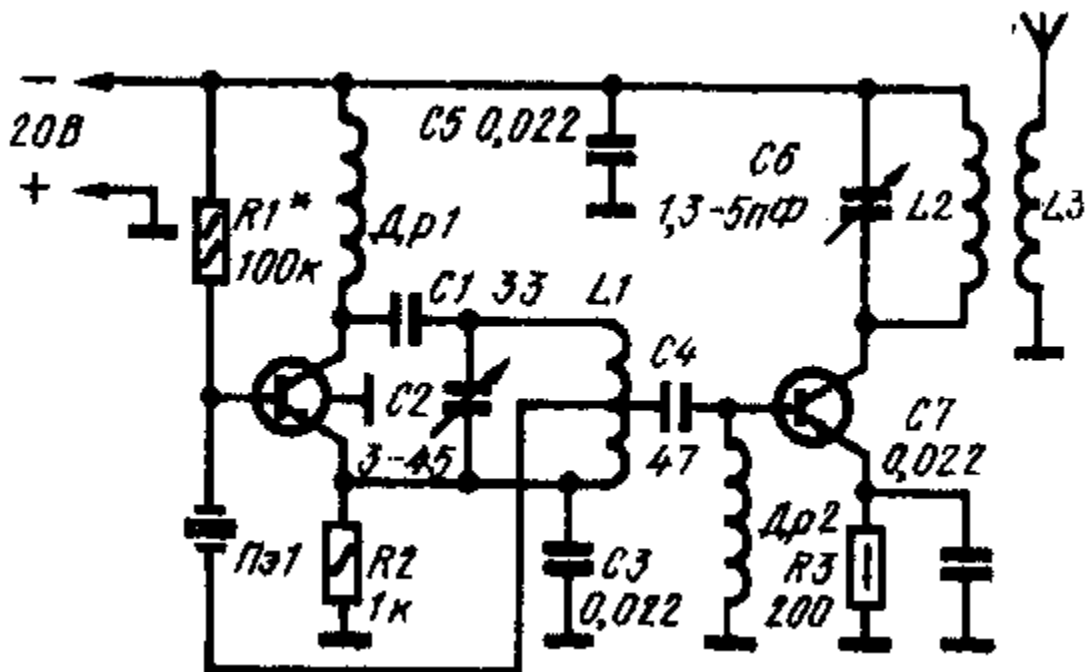 −
20В
+
R1*
100к
Др1
C5 0,022
C6
1,3-5пФ
L2
L3
C1 33
L1
C2
3-45
C4
47
C7
0,022
Пэ1
R2
1к
C3
0,022
Др2
R3
200